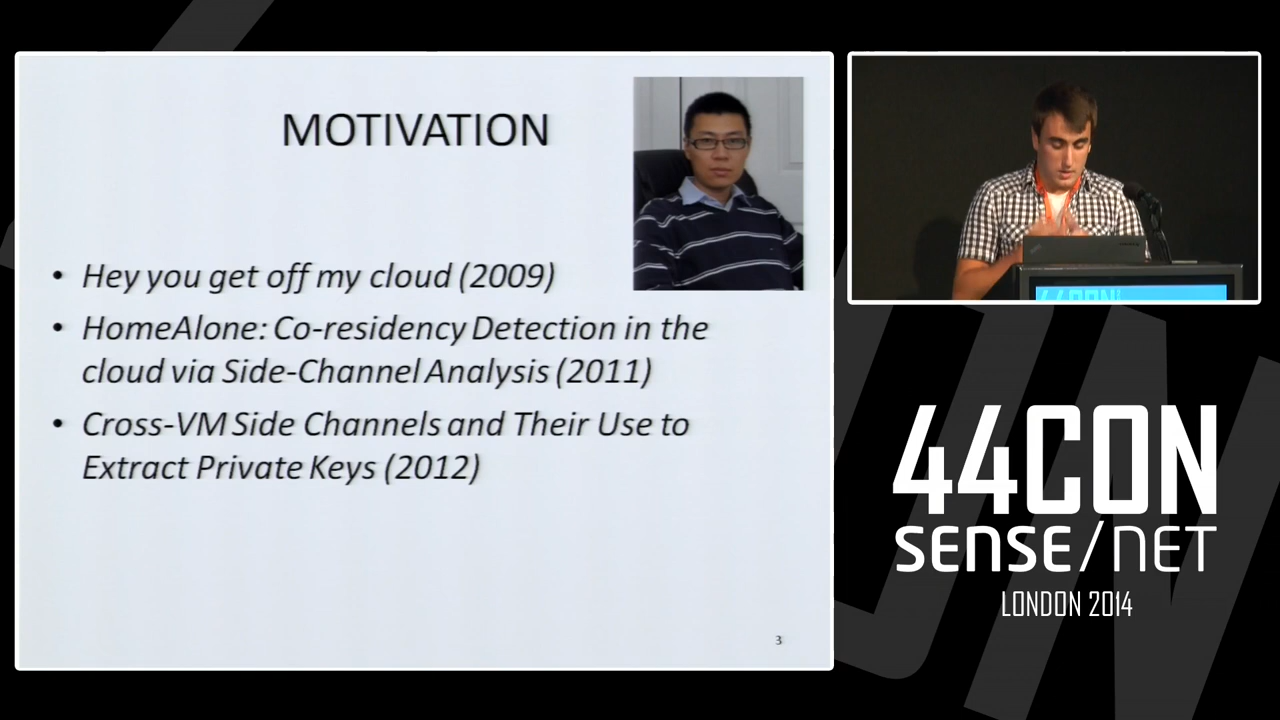 MOTIVATION
• Hey you get off my cloud (2009)
• HomeAlone: Co-residency Detection in the
cloud via Side-Channel Analysis (2011)
• Cross-VM Side Channels and Their Use to
Extract Private Keys (2012)
3
44CON
44CON
SENSE/NET
LONDON 2014